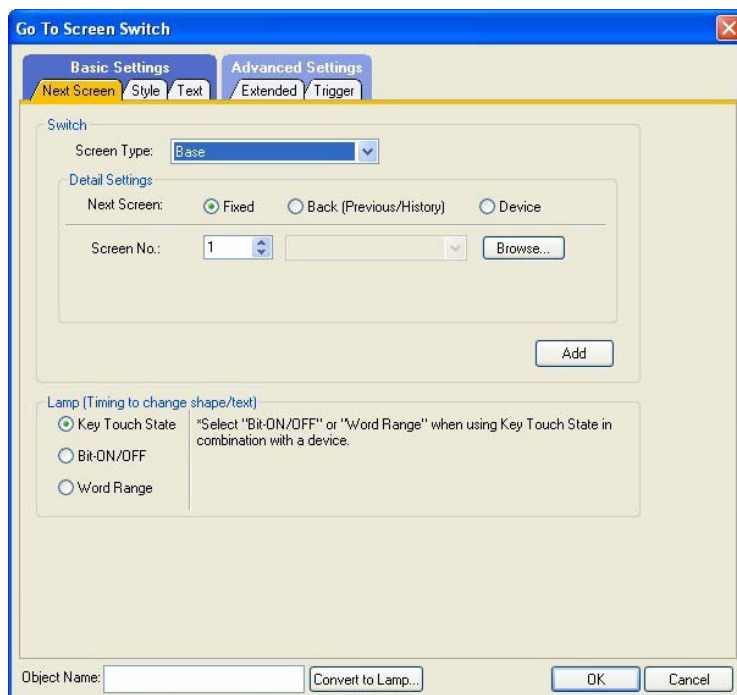 Go To Screen Switch
Basic Settings Advanced Settings
Next Screen Style Text Extended Trigger
Switch
Screen Type: Base
Detail Settings
Next Screen: Fixed Back (Previous/History) Device
Screen No.: 1 Browse...
Add
Lamp (Timing to change shape/text)
Key Touch State *Select "Bit-ON/OFF" or "Word Range" when using Key Touch State in
combination with a device.
Bit-ON/OFF
Word Range
Object Name: Convert to Lamp... OK Cancel